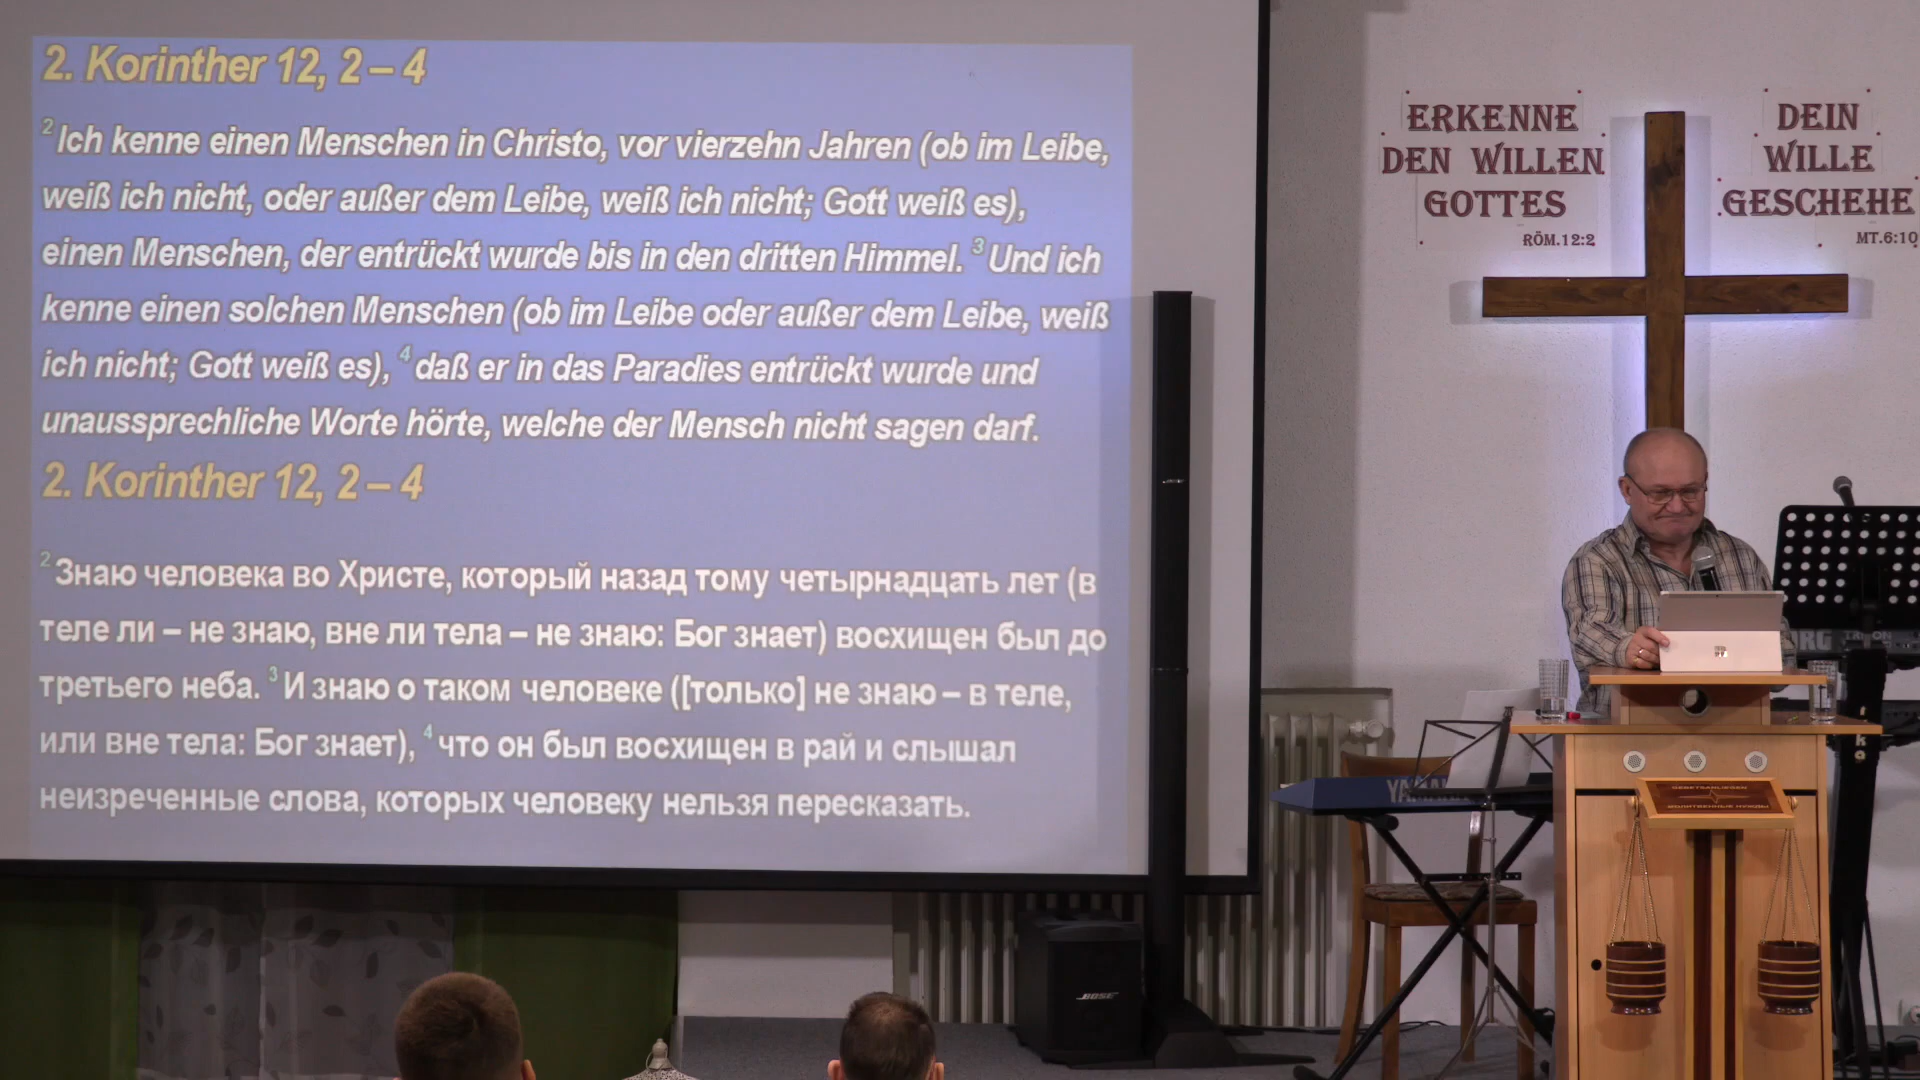 2. Korinther 12, 2 – 4
2 Ich kenne einen Menschen in Christo, vor vierzehn Jahren (ob im Leibe,
weiß ich nicht, oder außer dem Leibe, weiß ich nicht; Gott weiß es),
einen Menschen, der entrückt wurde bis in den dritten Himmel. 3 Und ich
kenne einen solchen Menschen (ob im Leibe oder außer dem Leibe, weiß
ich nicht; Gott weiß es), 4 daß er in das Paradies entrückt wurde und
unaussprechliche Worte hörte, welche der Mensch nicht sagen darf.
2. Korinther 12, 2 – 4
2 Знаю человека во Христе, который назад тому четырнадцать лет (в
теле ли – не знаю, вне ли тела – не знаю: Бог знает) восхищен был до
третьего неба. 3 И знаю о таком человеке ([только] не знаю – в теле,
или вне тела: Бог знает), 4 что он был восхищен в рай и слышал
неизреченные слова, которых человеку нельзя пересказать.
ERKENNE
DEN WILLEN
GOTTES
RÖM.12:2
DEIN
WILLE
GESCHEHE
MT.6:10
BOSE
GEBETSANLIEGEN
МОЛИТВЕННЫЕ НУЖДЫ